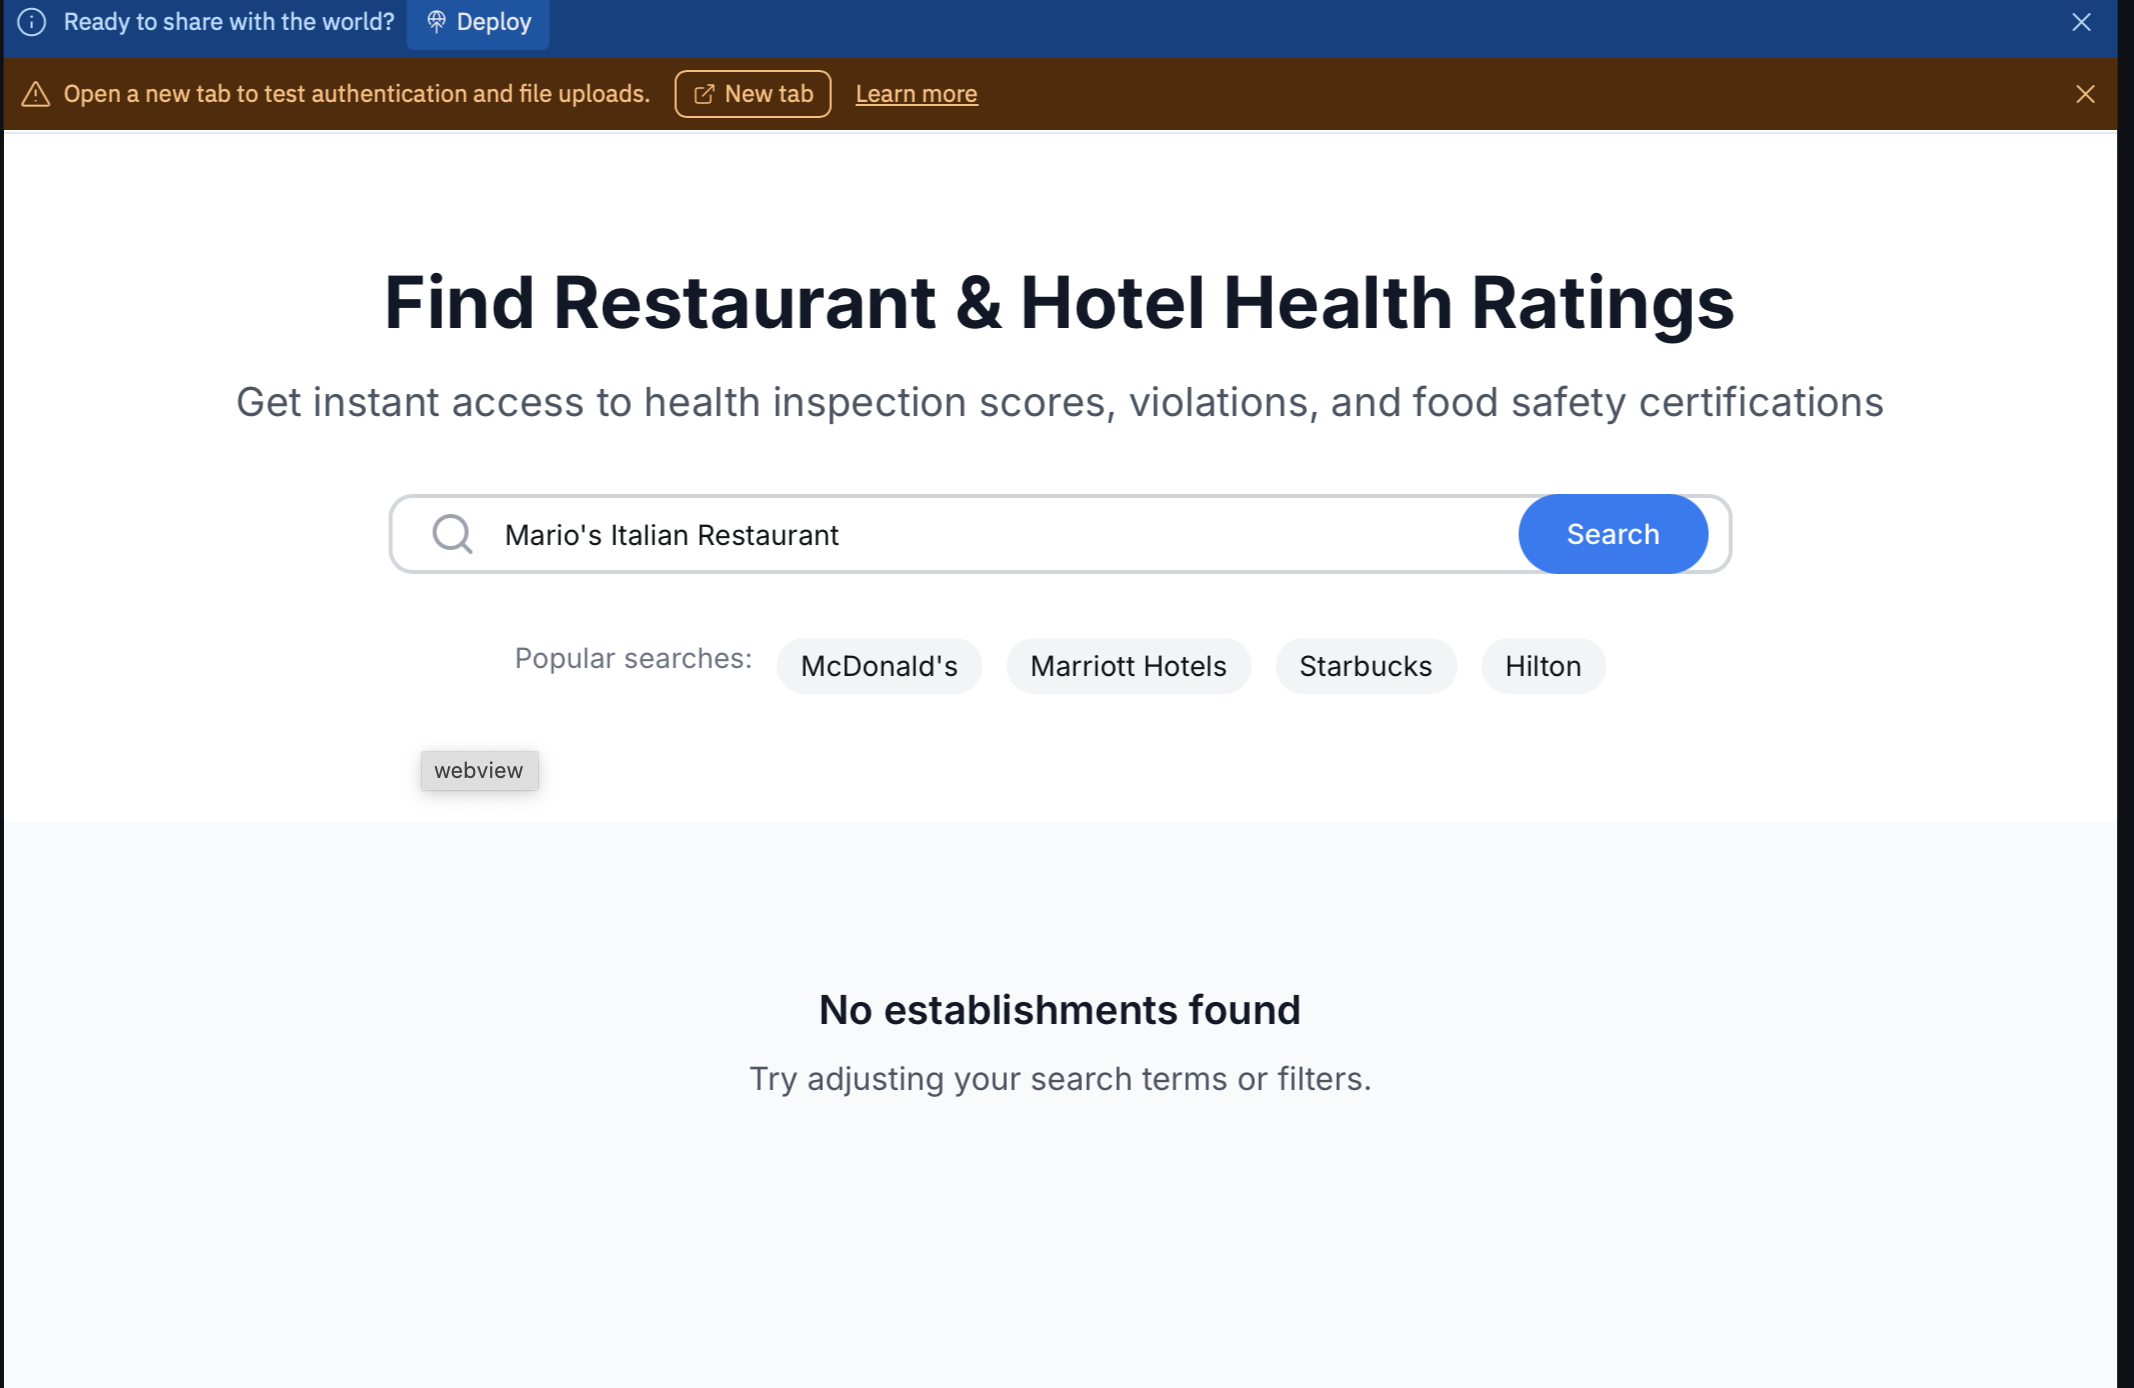 Ready to share with the world? Deploy
Open a new tab to test authentication and file uploads. New tab Learn more
Find Restaurant & Hotel Health Ratings
Get instant access to health inspection scores, violations, and food safety certifications
Mario's Italian Restaurant Search
Popular searches: McDonald's Marriott Hotels Starbucks Hilton
webview
No establishments found
Try adjusting your search terms or filters.